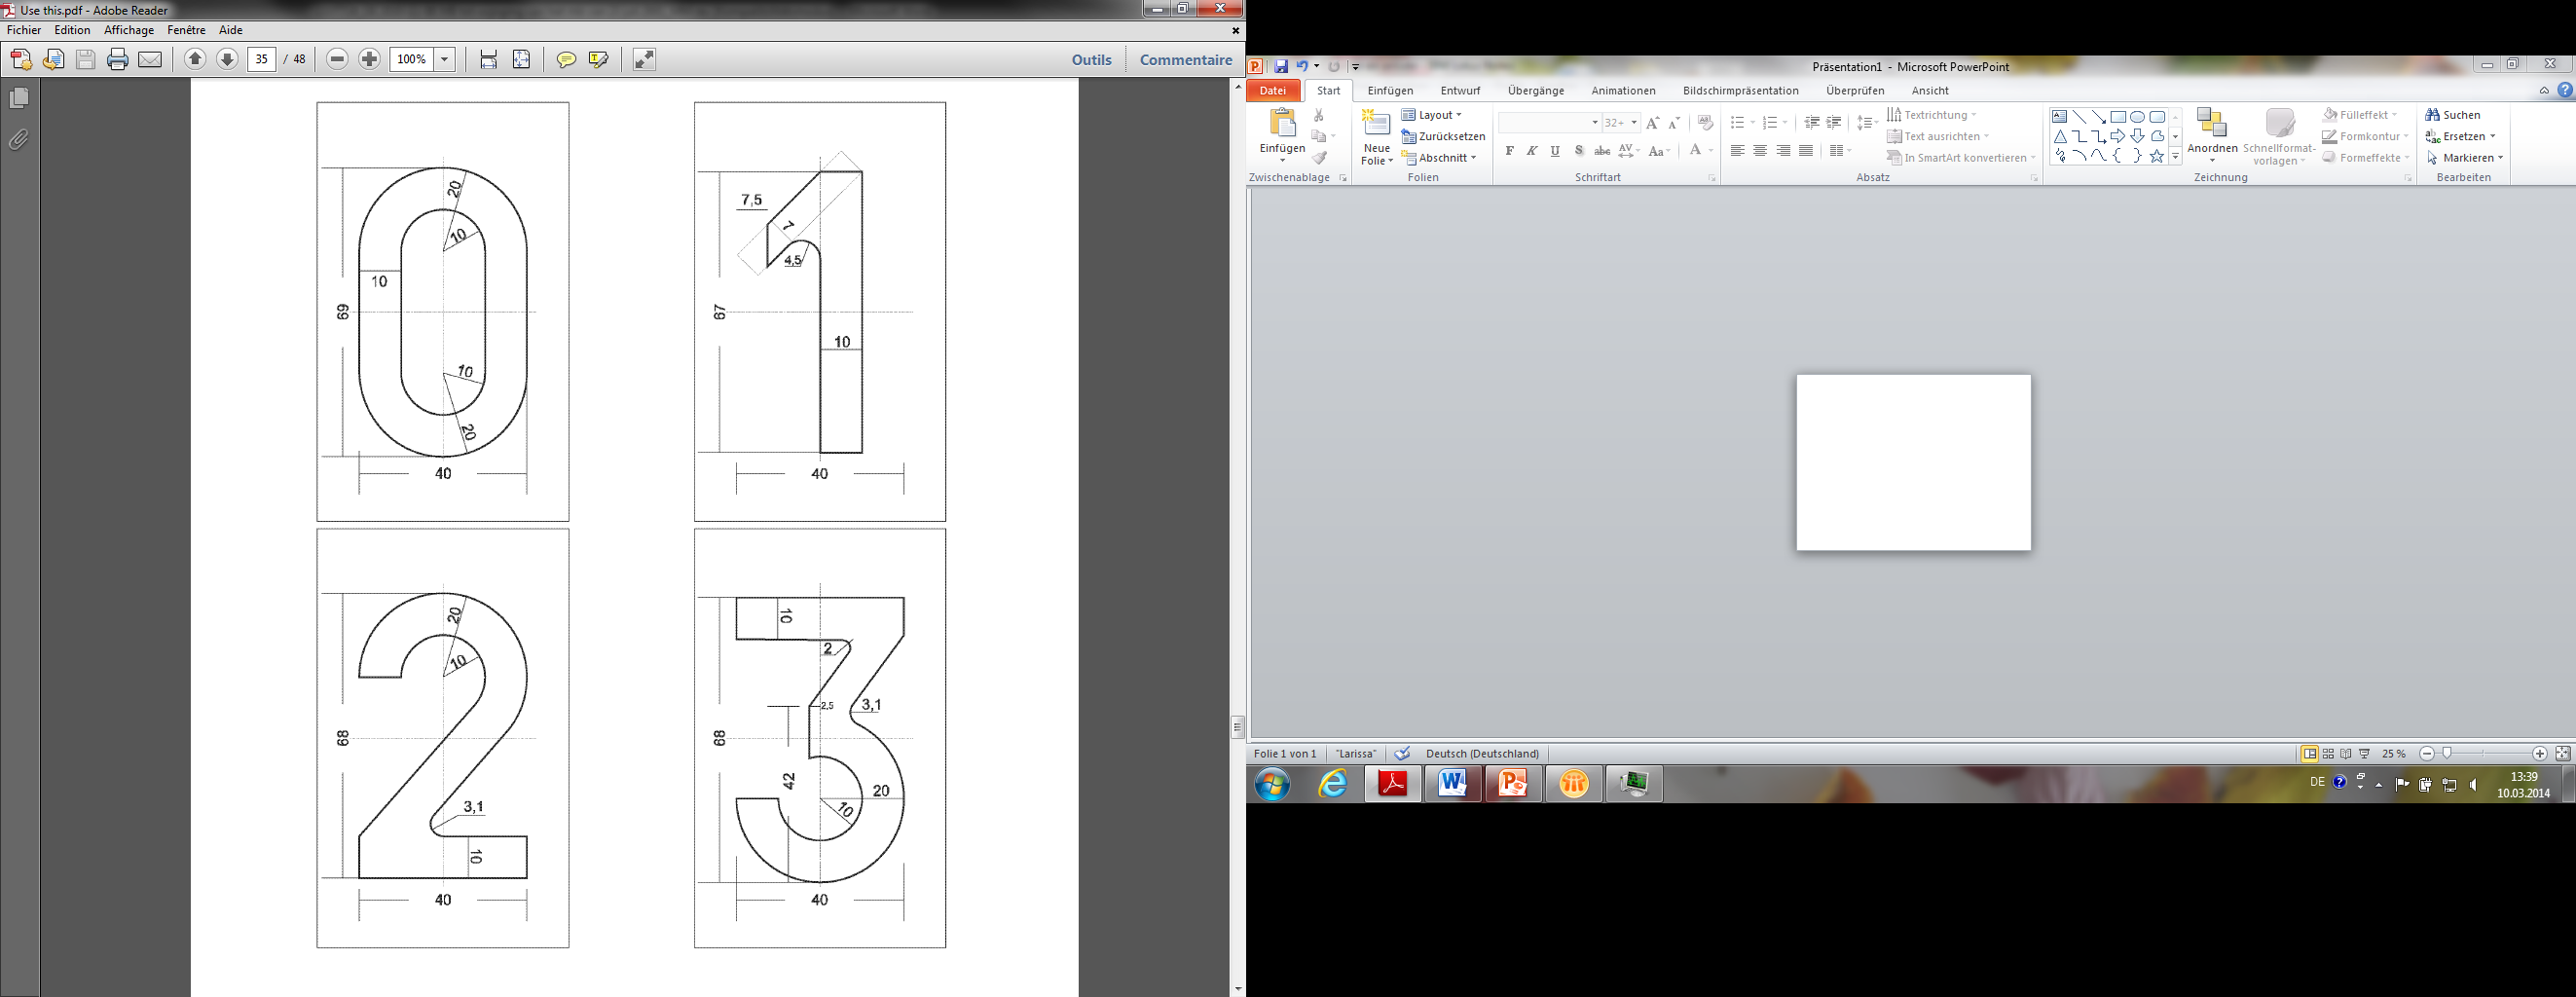 Use this.pdf - Adobe Reader
Fichier Edition Affichage Fenêtre Aide
35 / 48 100% Outils Commentaire
20
10
10
69
10
20
40
7,5
7
4,5
67
10
40
20
10
68
3,1
10
40
10
2
2,5
3,1
68
42
20
10
40
Präsentation1 - Microsoft PowerPoint
Datei Start Einfügen Entwurf Übergänge Animationen Bildschirmpräsentation Überprüfen Ansicht
Einfügen
Neue Folie
Layout
Zurücksetzen
Abschnitt
32+
F K U S abc AV Aa A
Textrichtung
Text ausrichten
In SmartArt konvertieren
Anordnen
Schnellformat-
vorlagen
Fülleffekt
Formkontur
Formeffekte
Suchen
Ersetzen
Markieren
Zwischenablage Folien Schriftart Absatz Zeichnung Bearbeiten
Folie 1 von 1 "Larissa" Deutsch (Deutschland) 25 %
DE
13:39
10.03.2014